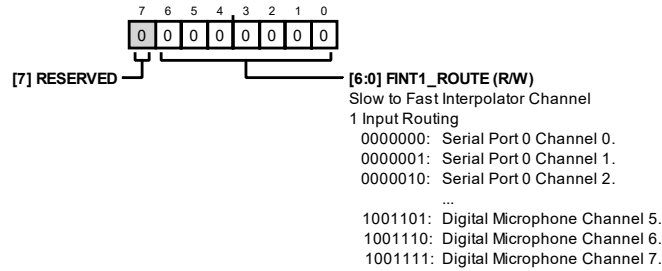 7 6 5 4 3 2 1 0
0 0 0 0 0 0 0 0
[7] RESERVED
[6:0] FINT1_ROUTE (R/W)
Slow to Fast Interpolator Channel
1 Input Routing
0000000: Serial Port 0 Channel 0.
0000001: Serial Port 0 Channel 1.
0000010: Serial Port 0 Channel 2.
...
1001101: Digital Microphone Channel 5.
1001110: Digital Microphone Channel 6.
1001111: Digital Microphone Channel 7.